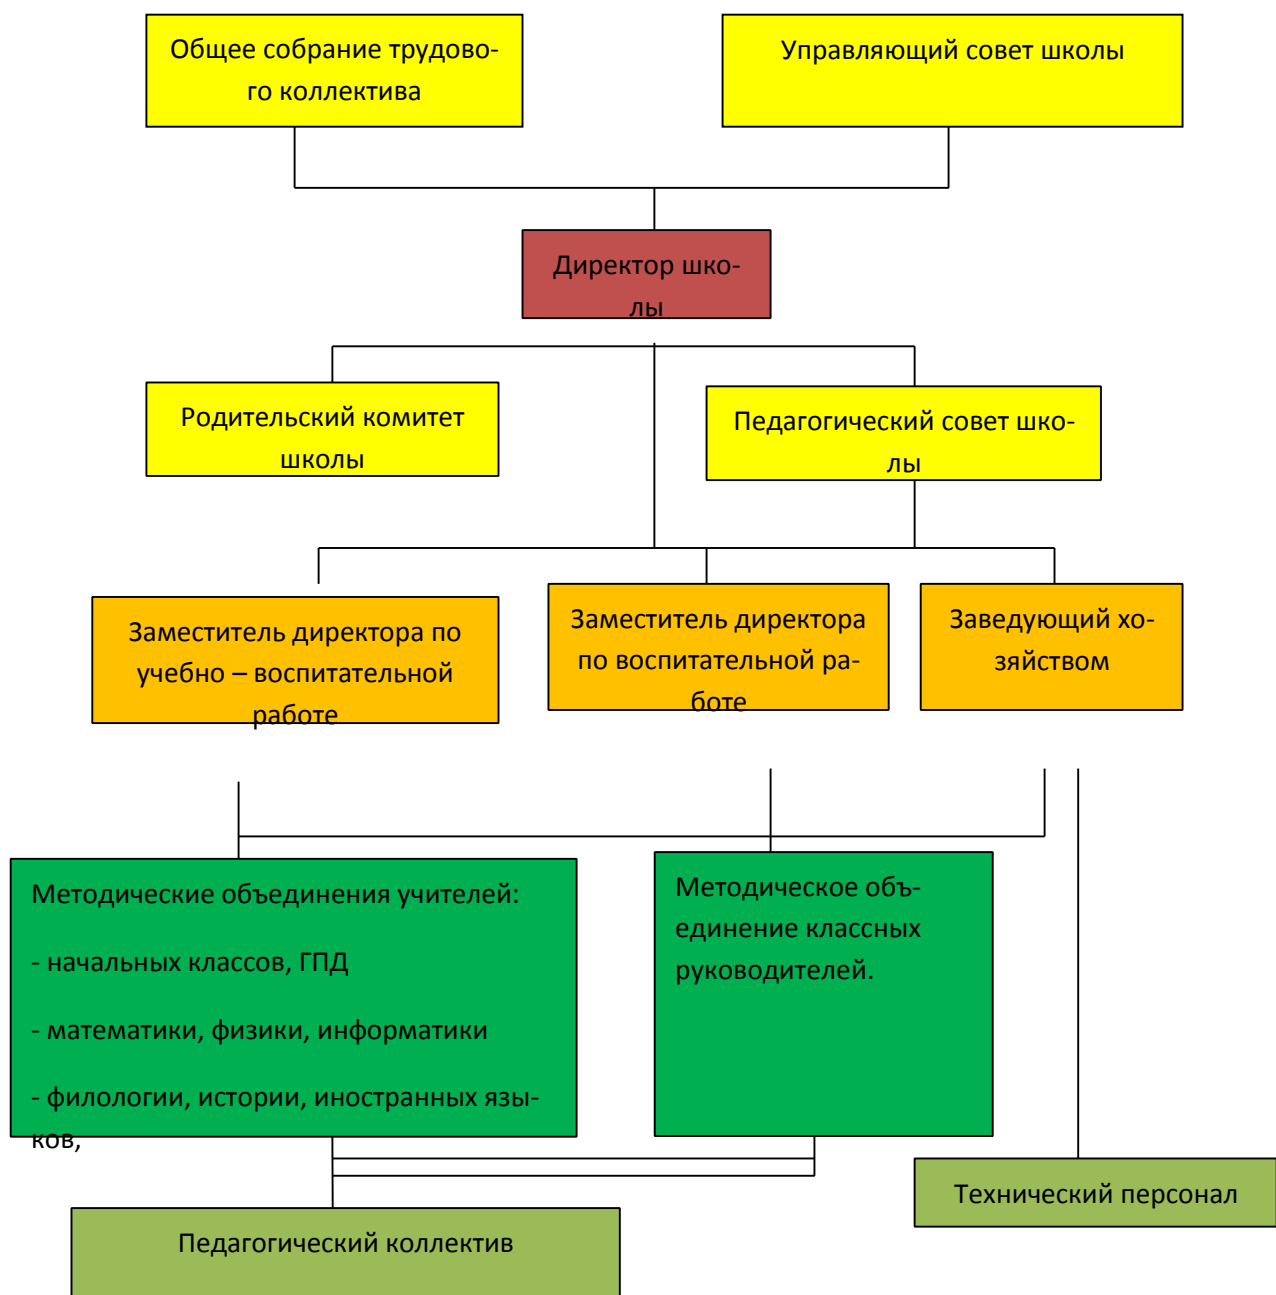 Общее собрание трудово-
го коллектива
Управляющий совет школы
Директор шко-
лы
Родительский комитет
школы
Педагогический совет шко-
лы
Заместитель директора по
учебно – воспитательной
работе
Заместитель директора
по воспитательной ра-
боте
Заведующий хо-
зяйством
Методические объединения учителей:
- начальных классов, ГПД
- математики, физики, информатики
- филологии, истории, иностранных язы-
ков,
Методическое объ-
единение классных
руководителей.
Технический персонал
Педагогический коллектив